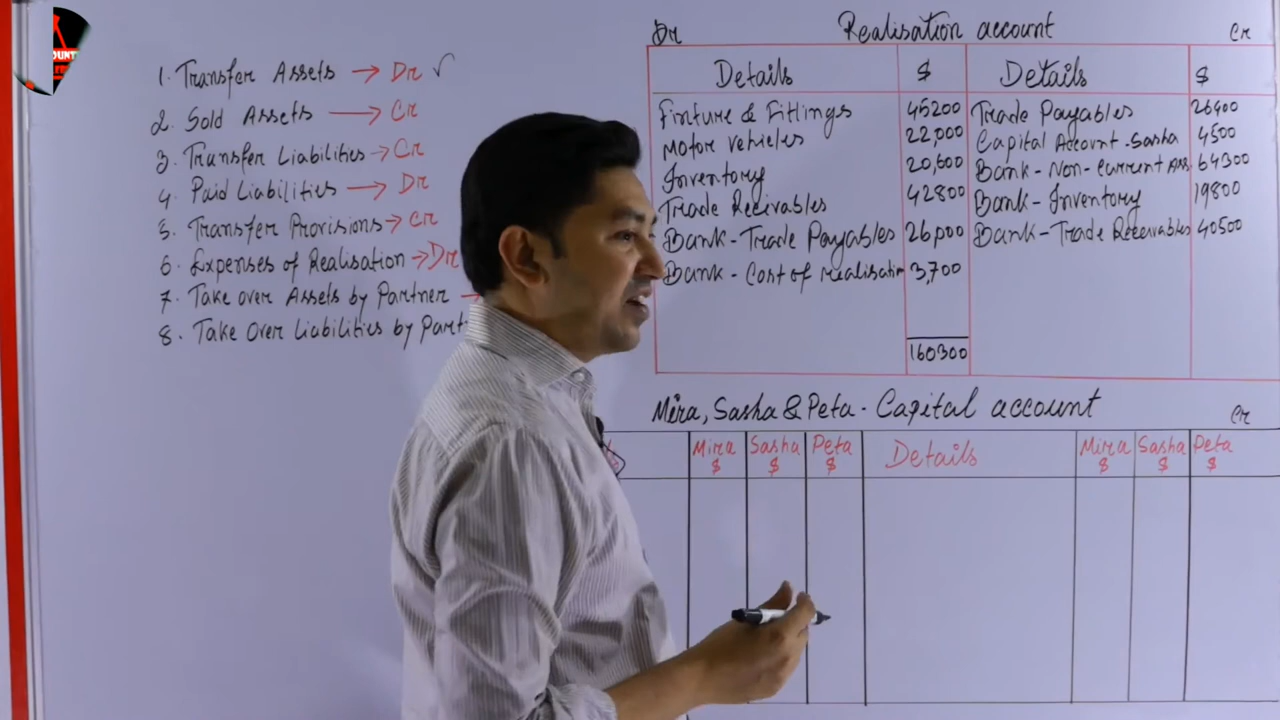 OUNT
1. Transfer Assets → Dr ✓
2. Sold Assets → Cr
3. Transfer Liabilities → Cr
4. Paid Liabilities → Dr
5. Transfer Provisions → Cr
6. Expenses of Realisation → Dr
7. Take over Assets by Partner →
8. Take Over Liabilities by Part
Dr Realisation account Cr
Details $ Details $
Fixture & Fittings 45200 Trade Payables 26400
Motor vehicles 22,000 Capital Account - Sasha 4500
Inventory 20,600 Bank - Non-Current Ass. 64300
Trade Recivables 42800 Bank - Inventory 19800
Bank - Trade Payables 26,000 Bank - Trade Receivables 40500
Bank - Cost of realisation 3,700
160300
Mira, Sasha & Peta - Capital account Cr
Mira Sasha Peta Details Mira Sasha Peta
$ $ $ $ $ $